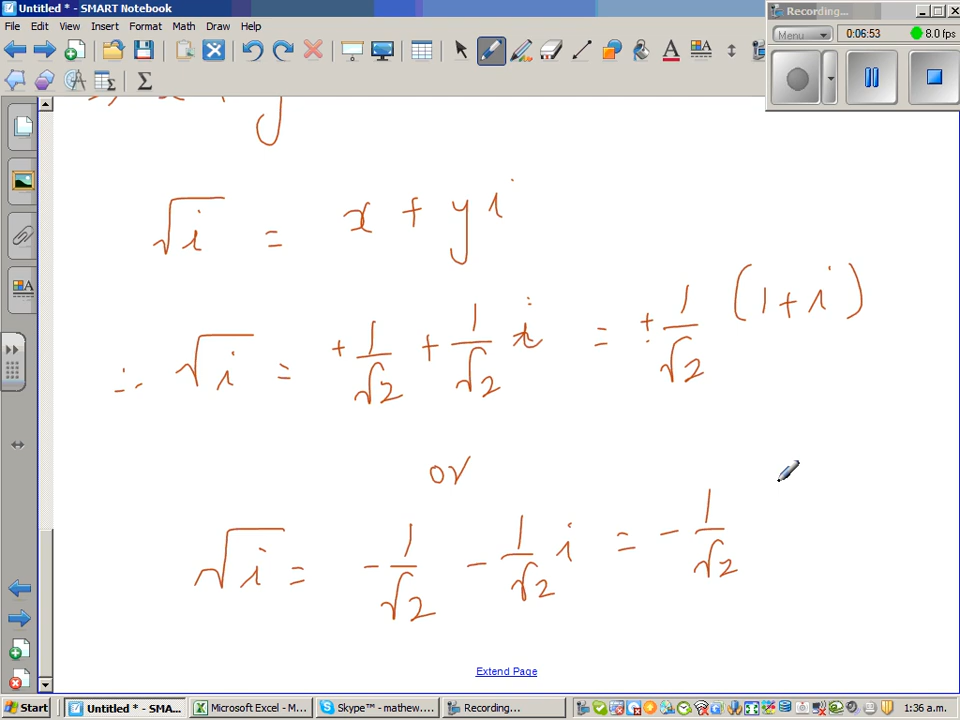 Untitled * - SMART Notebook
File Edit View Insert Format Math Draw Help
Recording...
Menu 0:06:53 8.0 fps
√i = x + yi
∴ √i = +1/√2 + 1/√2 i = + 1/√2 (1 + i)
or
√i = - 1/√2 - 1/√2 i = - 1/√2
Extend Page
Start Untitled * - SMA... Microsoft Excel - M... Skype™ - mathew.... Recording... 1:36 a.m.